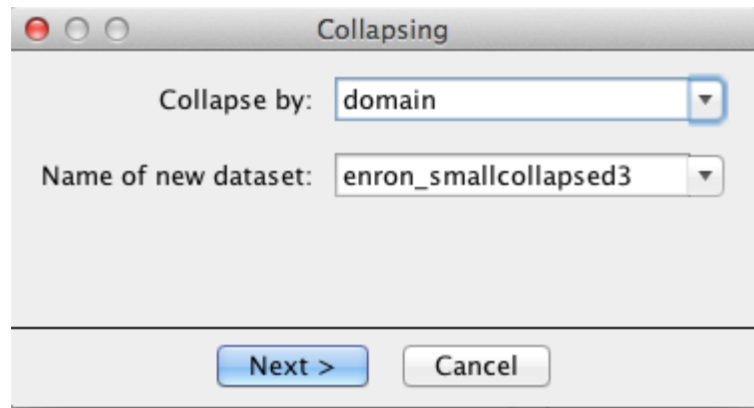 Collapsing
Collapse by: domain
Name of new dataset: enron_smallcollapsed3
Next > Cancel